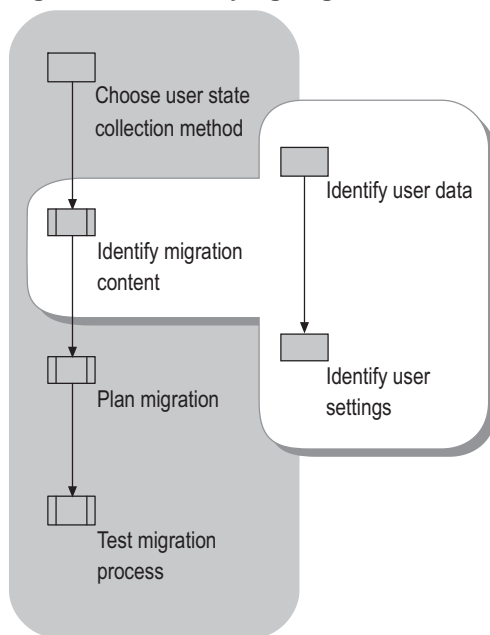 Choose user state
collection method
Identify user data
Identify migration
content
Identify user
settings
Plan migration
Test migration
process